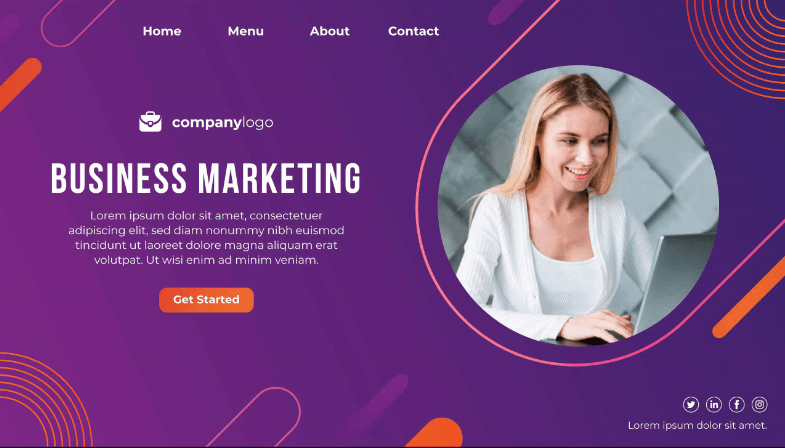 Home Menu About Contact
companylogo
BUSINESS MARKETING
Lorem ipsum dolor sit amet, consectetuer
adipiscing elit, sed diam nonummy nibh euismod
tincidunt ut laoreet dolore magna aliquam erat
volutpat. Ut wisi enim ad minim veniam.
Get Started
Lorem ipsum dolor sit amet.